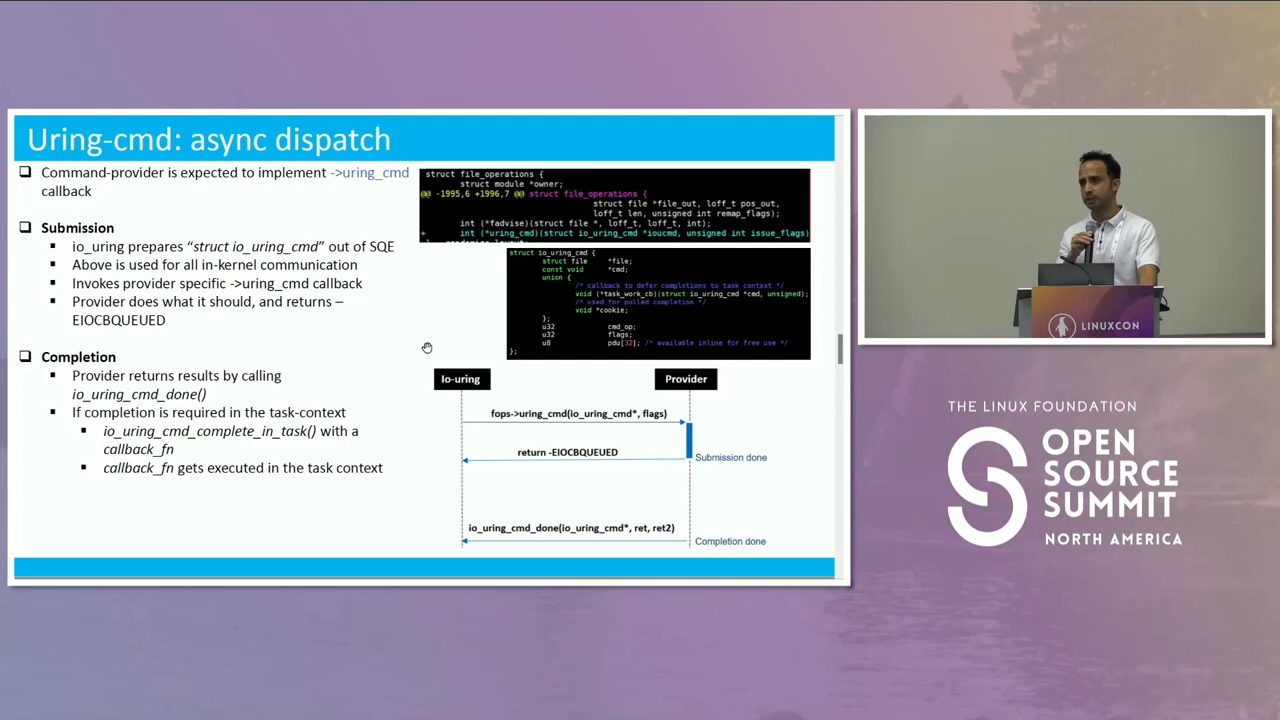 Uring-cmd: async dispatch
Command-provider is expected to implement ->uring_cmd
callback
Submission
io_uring prepares “struct io_uring_cmd” out of SQE
Above is used for all in-kernel communication
Invokes provider specific ->uring_cmd callback
Provider does what it should, and returns –
EIOCBQUEUED
Completion
Provider returns results by calling
io_uring_cmd_done()
If completion is required in the task-context
io_uring_cmd_complete_in_task() with a
callback_fn
callback_fn gets executed in the task context
struct file_operations {
struct module *owner;
@@ -1995,6 +1996,7 @@ struct file_operations {
struct file *file_out, loff_t pos_out,
loff_t len, unsigned int remap_flags);
int (*fadvise)(struct file *, loff_t, loff_t, int);
+ int (*uring_cmd)(struct io_uring_cmd *ioucmd, unsigned int issue_flags)
struct io_uring_cmd {
struct file *file;
const void *cmd;
union {
/* callback to defer completions to task context */
void (*task_work_cb)(struct io_uring_cmd *cmd, unsigned);
/* used for polled completion */
void *cookie;
};
u32 cmd_op;
u32 flags;
u8 pdu[32]; /* available inline for free use */
};
Io-uring
Provider
fops->uring_cmd(io_uring_cmd*, flags)
return -EIOCBQUEUED
Submission done
io_uring_cmd_done(io_uring_cmd*, ret, ret2)
Completion done
LINUXCON
THE LINUX FOUNDATION
OPEN
SOURCE
SUMMIT
NORTH AMERICA